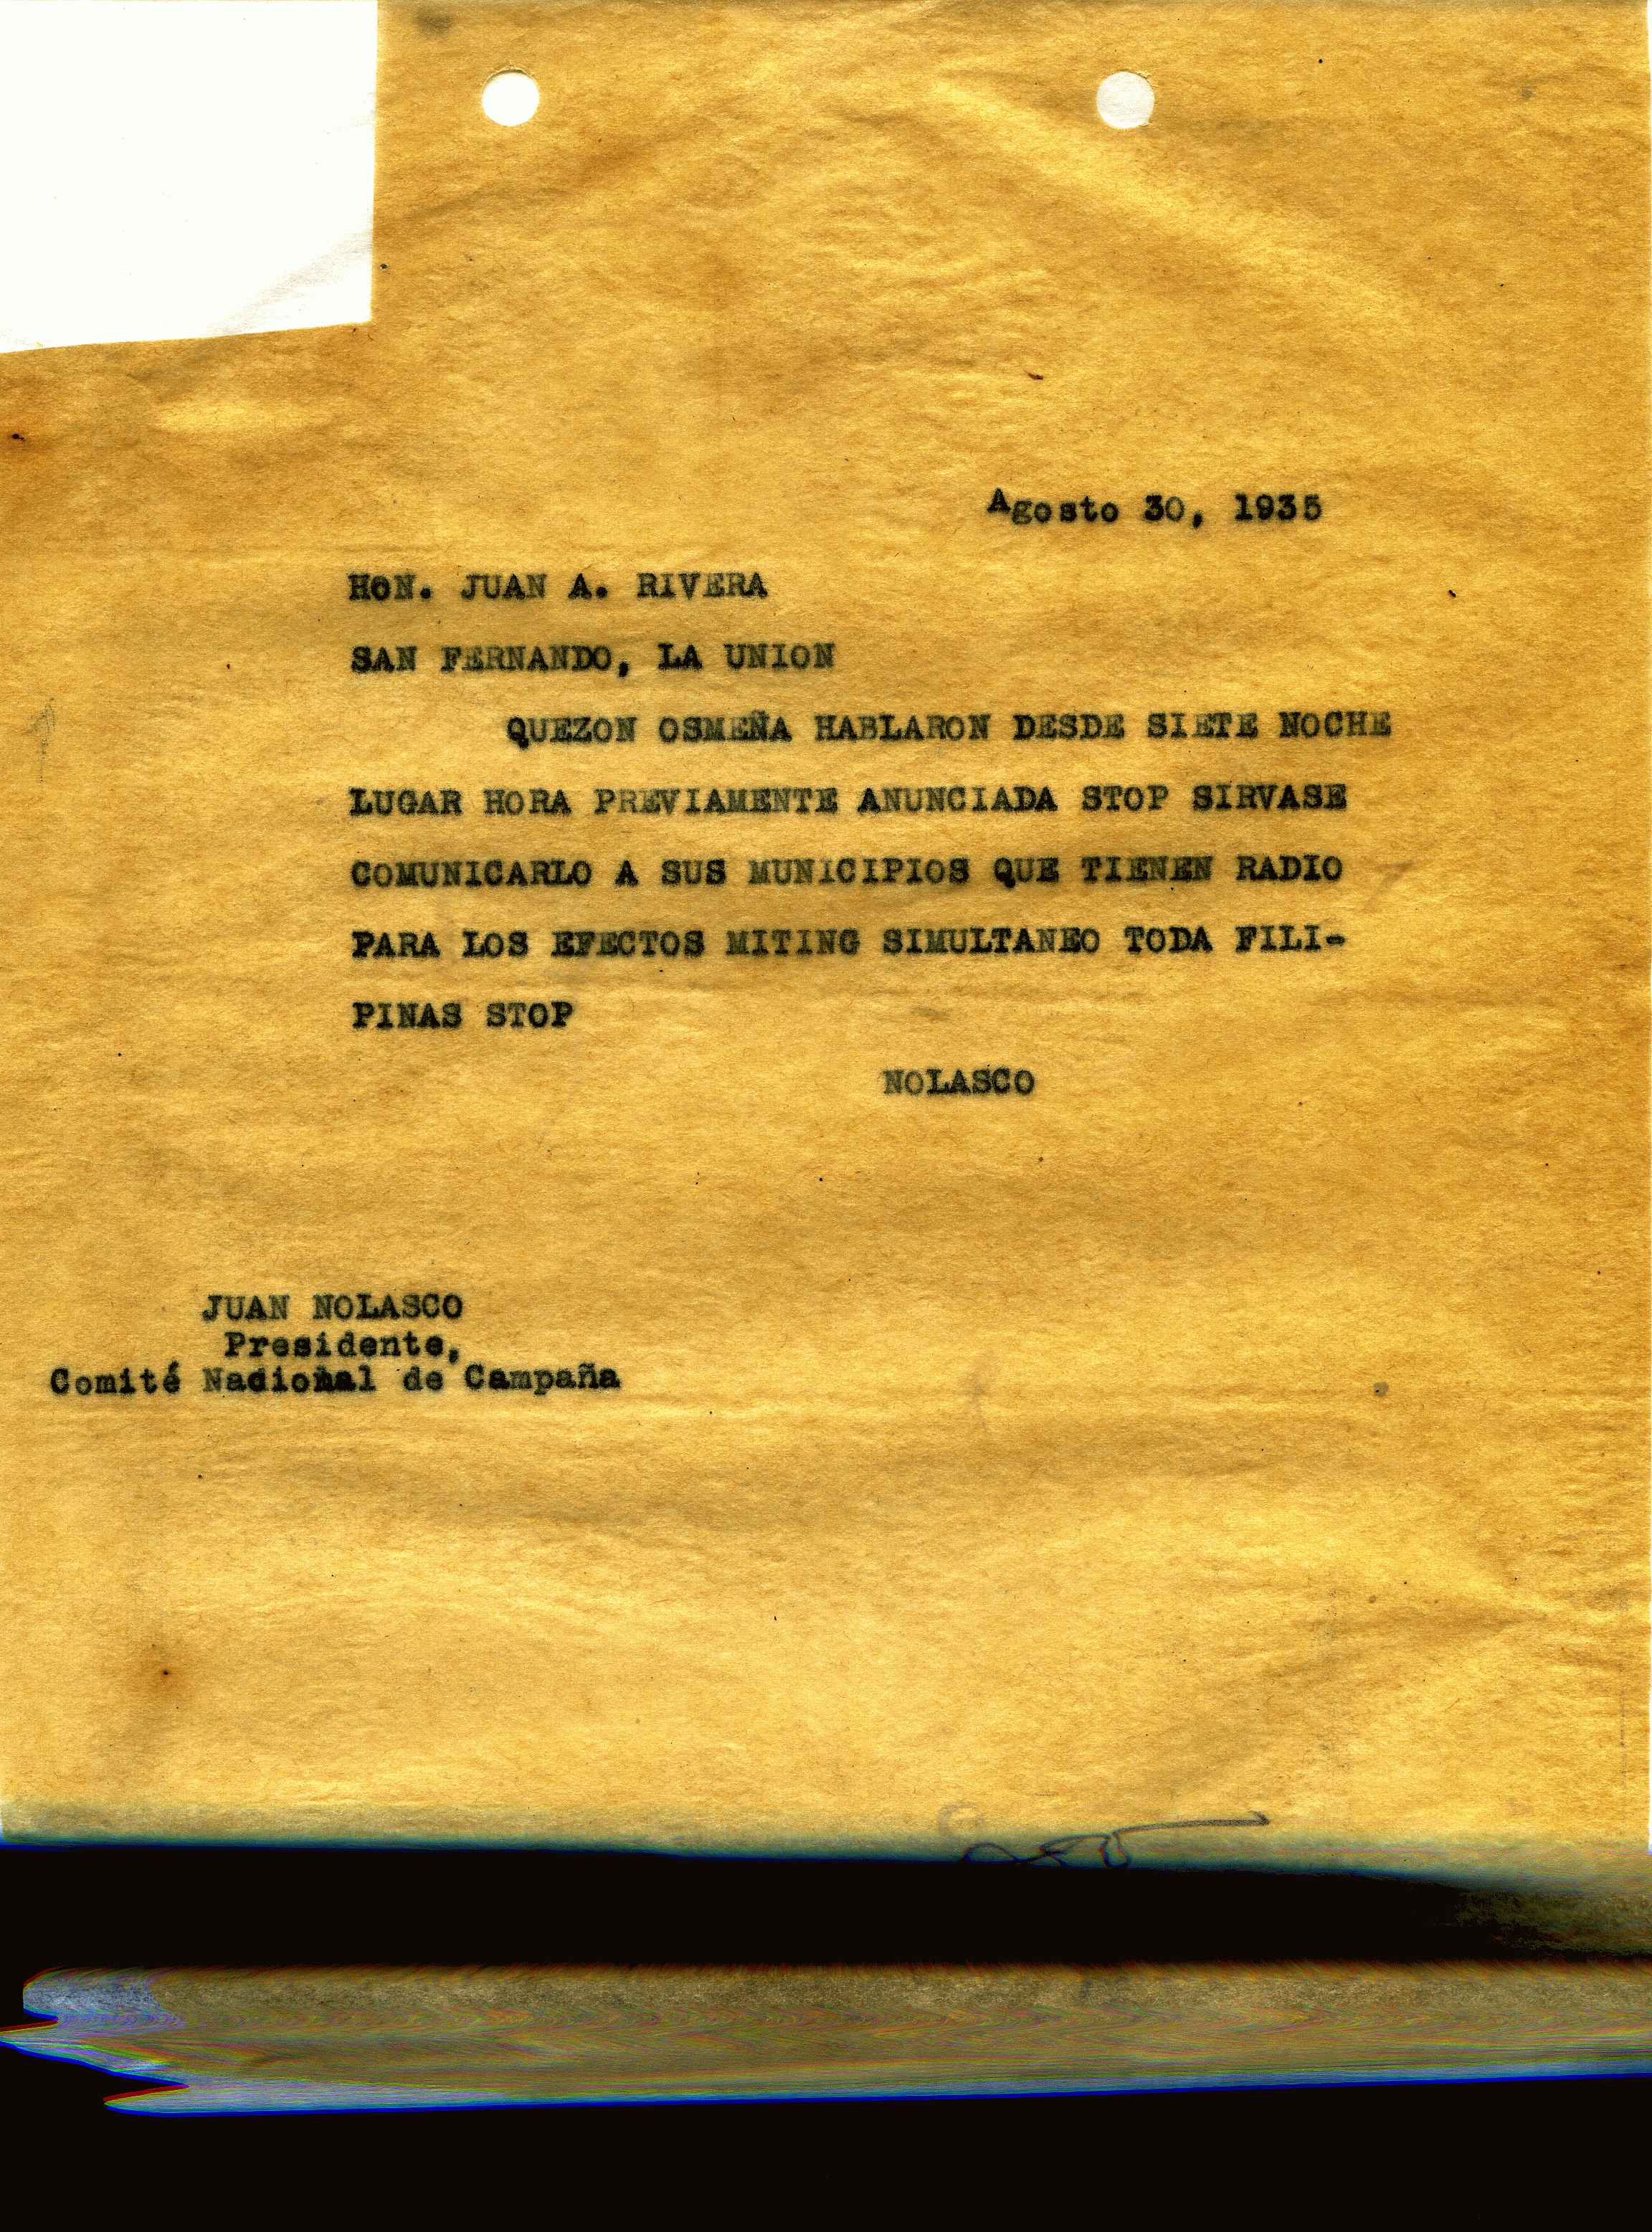 Agosto 30, 1935
HON. JUAN A. RIVERA
SAN FERNANDO, LA UNION
QUEZON OSMEÑA HABLARON DESDE SIETE NOCHE
LUGAR HORA PREVIAMENTE ANUNCIADA STOP SIRVASE
COMUNICARLO A SUS MUNICIPIOS QUE TIENEN RADIO
PARA LOS EFECTOS MITING SIMULTANEO TODA FILI-
PINAS STOP
NOLASCO
JUAN NOLASCO
Presidente,
Comité Nacional de Campaña